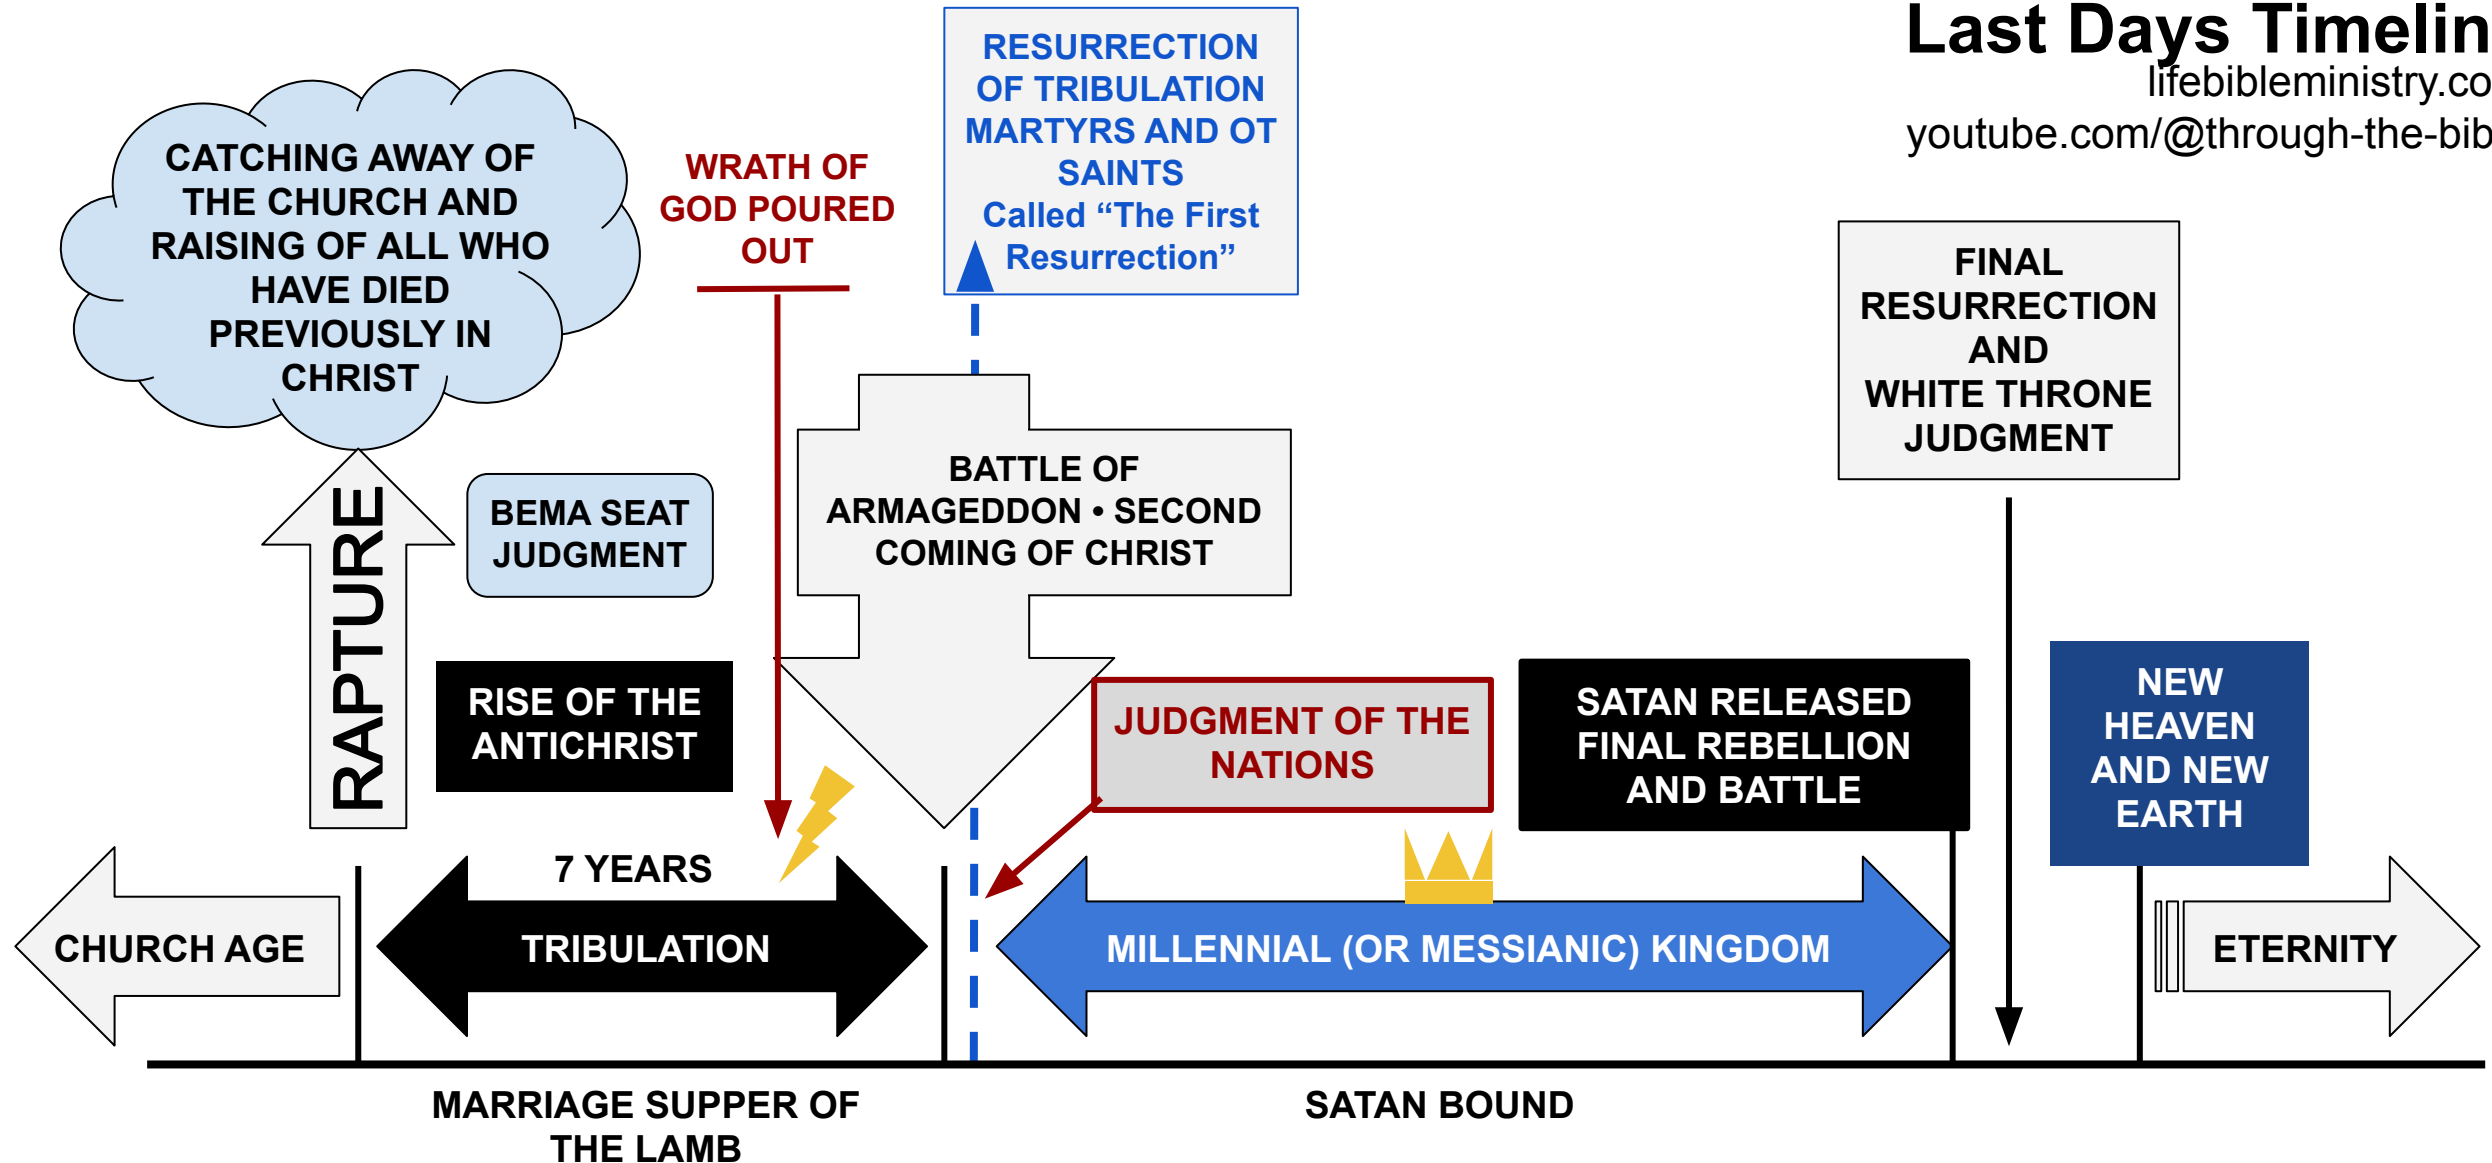 Last Days Timelin
lifebibleministry.co
youtube.com/@through-the-bib
CATCHING AWAY OF
THE CHURCH AND
RAISING OF ALL WHO
HAVE DIED
PREVIOUSLY IN
CHRIST
WRATH OF
GOD POURED
OUT
RESURRECTION
OF TRIBULATION
MARTYRS AND OT
SAINTS
Called “The First
Resurrection”
FINAL
RESURRECTION
AND
WHITE THRONE
JUDGMENT
RAPTURE
BEMA SEAT
JUDGMENT
BATTLE OF
ARMAGEDDON • SECOND
COMING OF CHRIST
RISE OF THE
ANTICHRIST
JUDGMENT OF THE
NATIONS
SATAN RELEASED
FINAL REBELLION
AND BATTLE
NEW
HEAVEN
AND NEW
EARTH
7 YEARS
CHURCH AGE
TRIBULATION
MILLENNIAL (OR MESSIANIC) KINGDOM
ETERNITY
MARRIAGE SUPPER OF
THE LAMB
SATAN BOUND